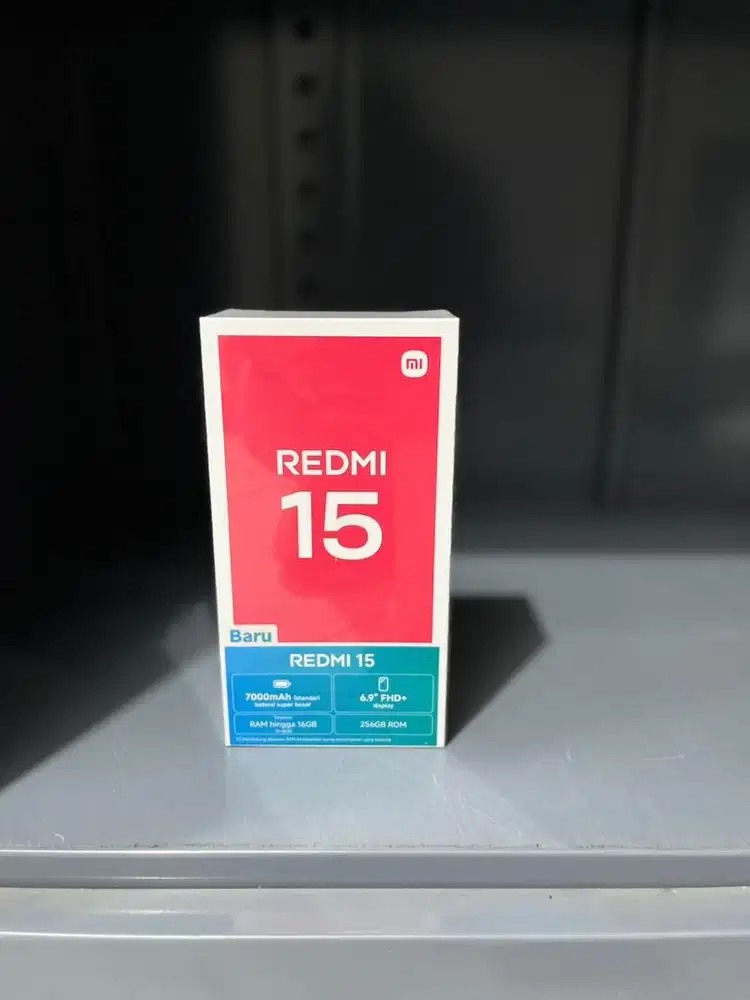 mi
REDMI
15
Baru
REDMI 15
7000mAh (standar)
baterai super besar
6.9" FHD+
display
RAM hingga 16GB
256GB ROM